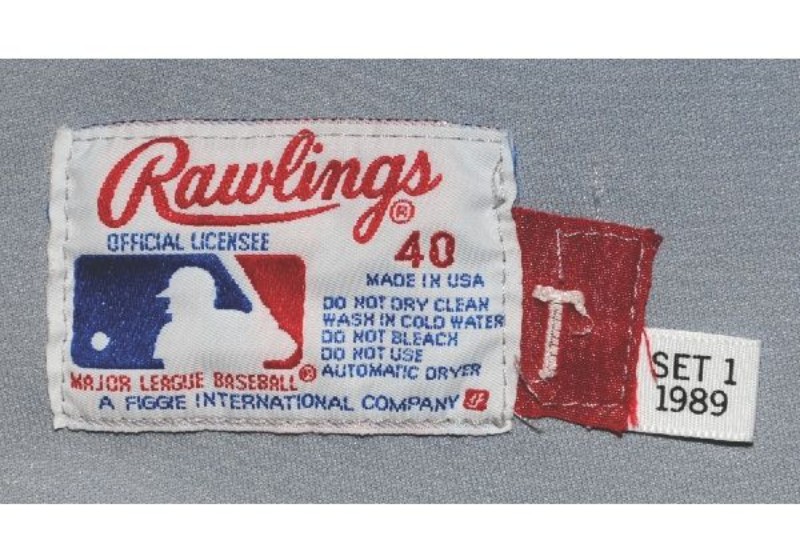 Rawlings®
OFFICIAL LICENSEE
40
MADE IN USA
DO NOT DRY CLEAN
WASH IN COLD WATER
DO NOT BLEACH
DO NOT USE
AUTOMATIC DRYER
MAJOR LEAGUE BASEBALL®
A FIGGIE INTERNATIONAL COMPANY
SET 1
1989